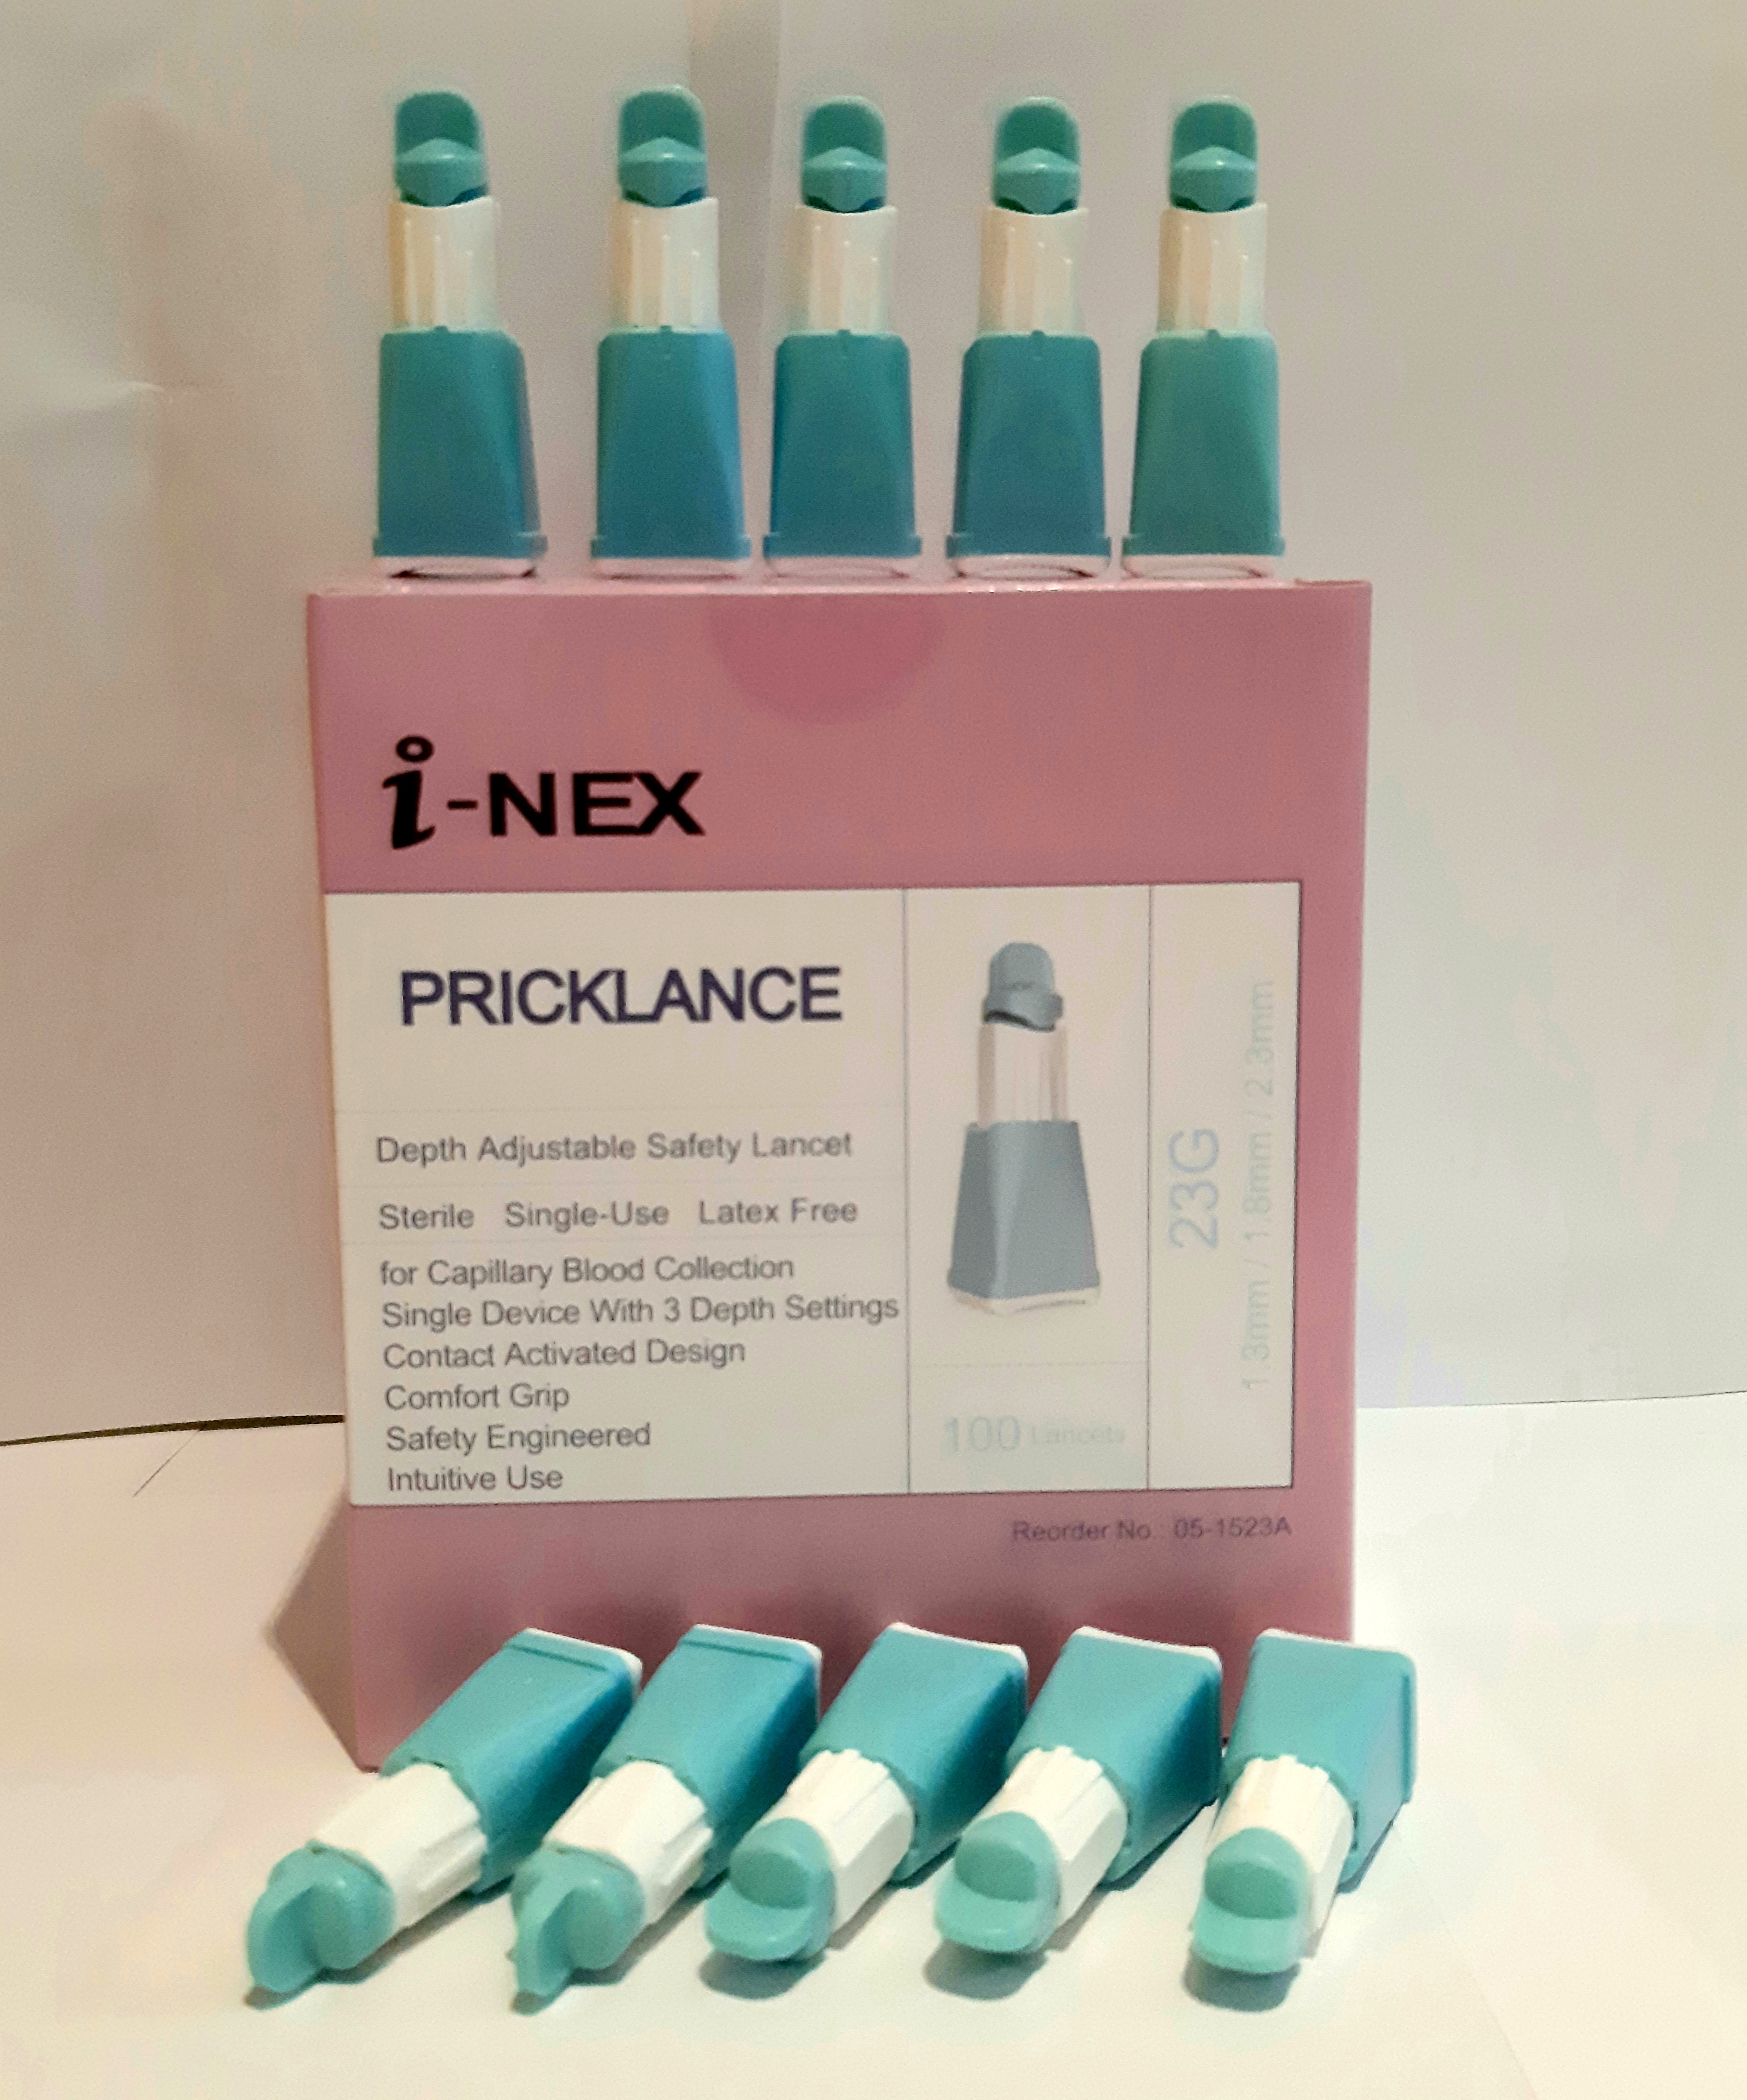 i-NEX
PRICKLANCE
Depth Adjustable Safety Lancet
Sterile Single-Use Latex Free
for Capillary Blood Collection
Single Device With 3 Depth Settings
Contact Activated Design
Comfort Grip
Safety Engineered
Intuitive Use
100 Lancets
23G
1.3mm / 1.8mm / 2.3mm
Reorder No.: 05-1523A